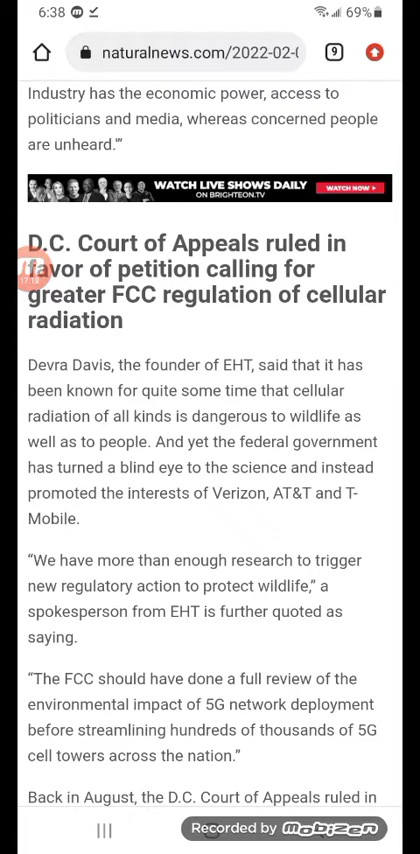 6:38
69%
naturalnews.com/2022-02-(
9
Industry has the economic power, access to
politicians and media, whereas concerned people
are unheard.'"
WATCH LIVE SHOWS DAILY
ON BRIGHTEON.TV
WATCH NOW
D.C. Court of Appeals ruled in
favor of petition calling for
greater FCC regulation of cellular
radiation
17:19
Devra Davis, the founder of EHT, said that it has
been known for quite some time that cellular
radiation of all kinds is dangerous to wildlife as
well as to people. And yet the federal government
has turned a blind eye to the science and instead
promoted the interests of Verizon, AT&T and T-
Mobile.
“We have more than enough research to trigger
new regulatory action to protect wildlife,” a
spokesperson from EHT is further quoted as
saying.
“The FCC should have done a full review of the
environmental impact of 5G network deployment
before streamlining hundreds of thousands of 5G
cell towers across the nation.”
Back in August, the D.C. Court of Appeals ruled in
Recorded by Mobizen